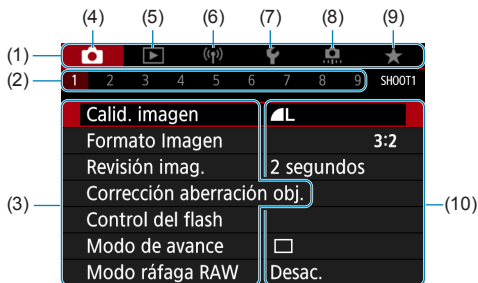 (4) (5) (6) (7) (8) (9)
(1)
(2) 1 2 3 4 5 6 7 8 9 SHOOT1
Calid. imagen L
Formato Imagen 3:2
Revisión imag. 2 segundos
(3) Corrección aberración obj. (10)
Control del flash
Modo de avance
Modo ráfaga RAW Desac.